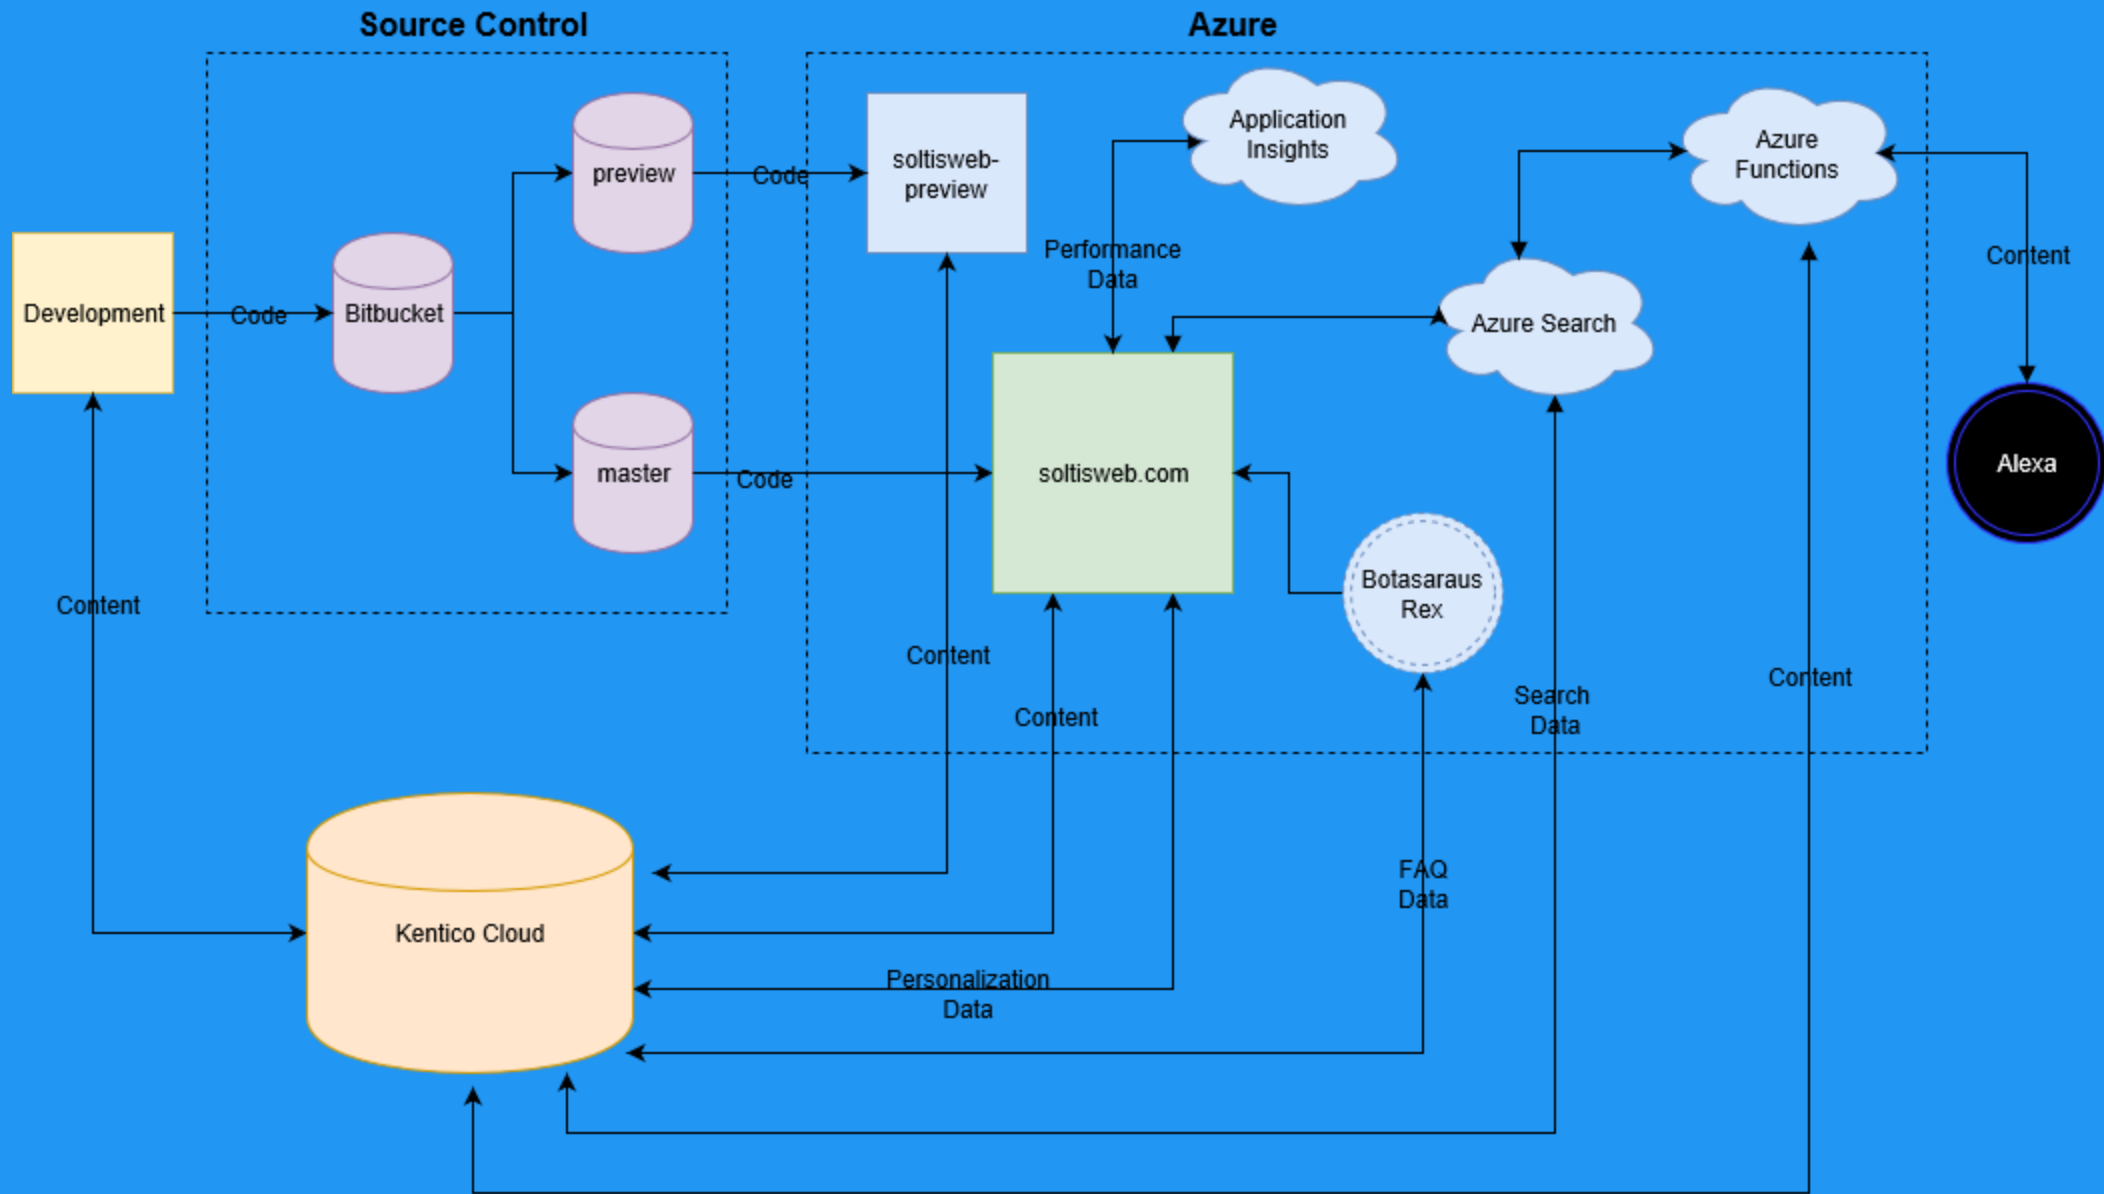 Source Control
Azure
preview
Code
soltisweb-
preview
Application
Insights
Azure
Functions
Performance
Data
Content
Development
Code
Bitbucket
Azure Search
master
Code
soltisweb.com
Alexa
Botasaraus
Rex
Content
Content
Content
Search
Data
Content
FAQ
Data
Kentico Cloud
Personalization
Data